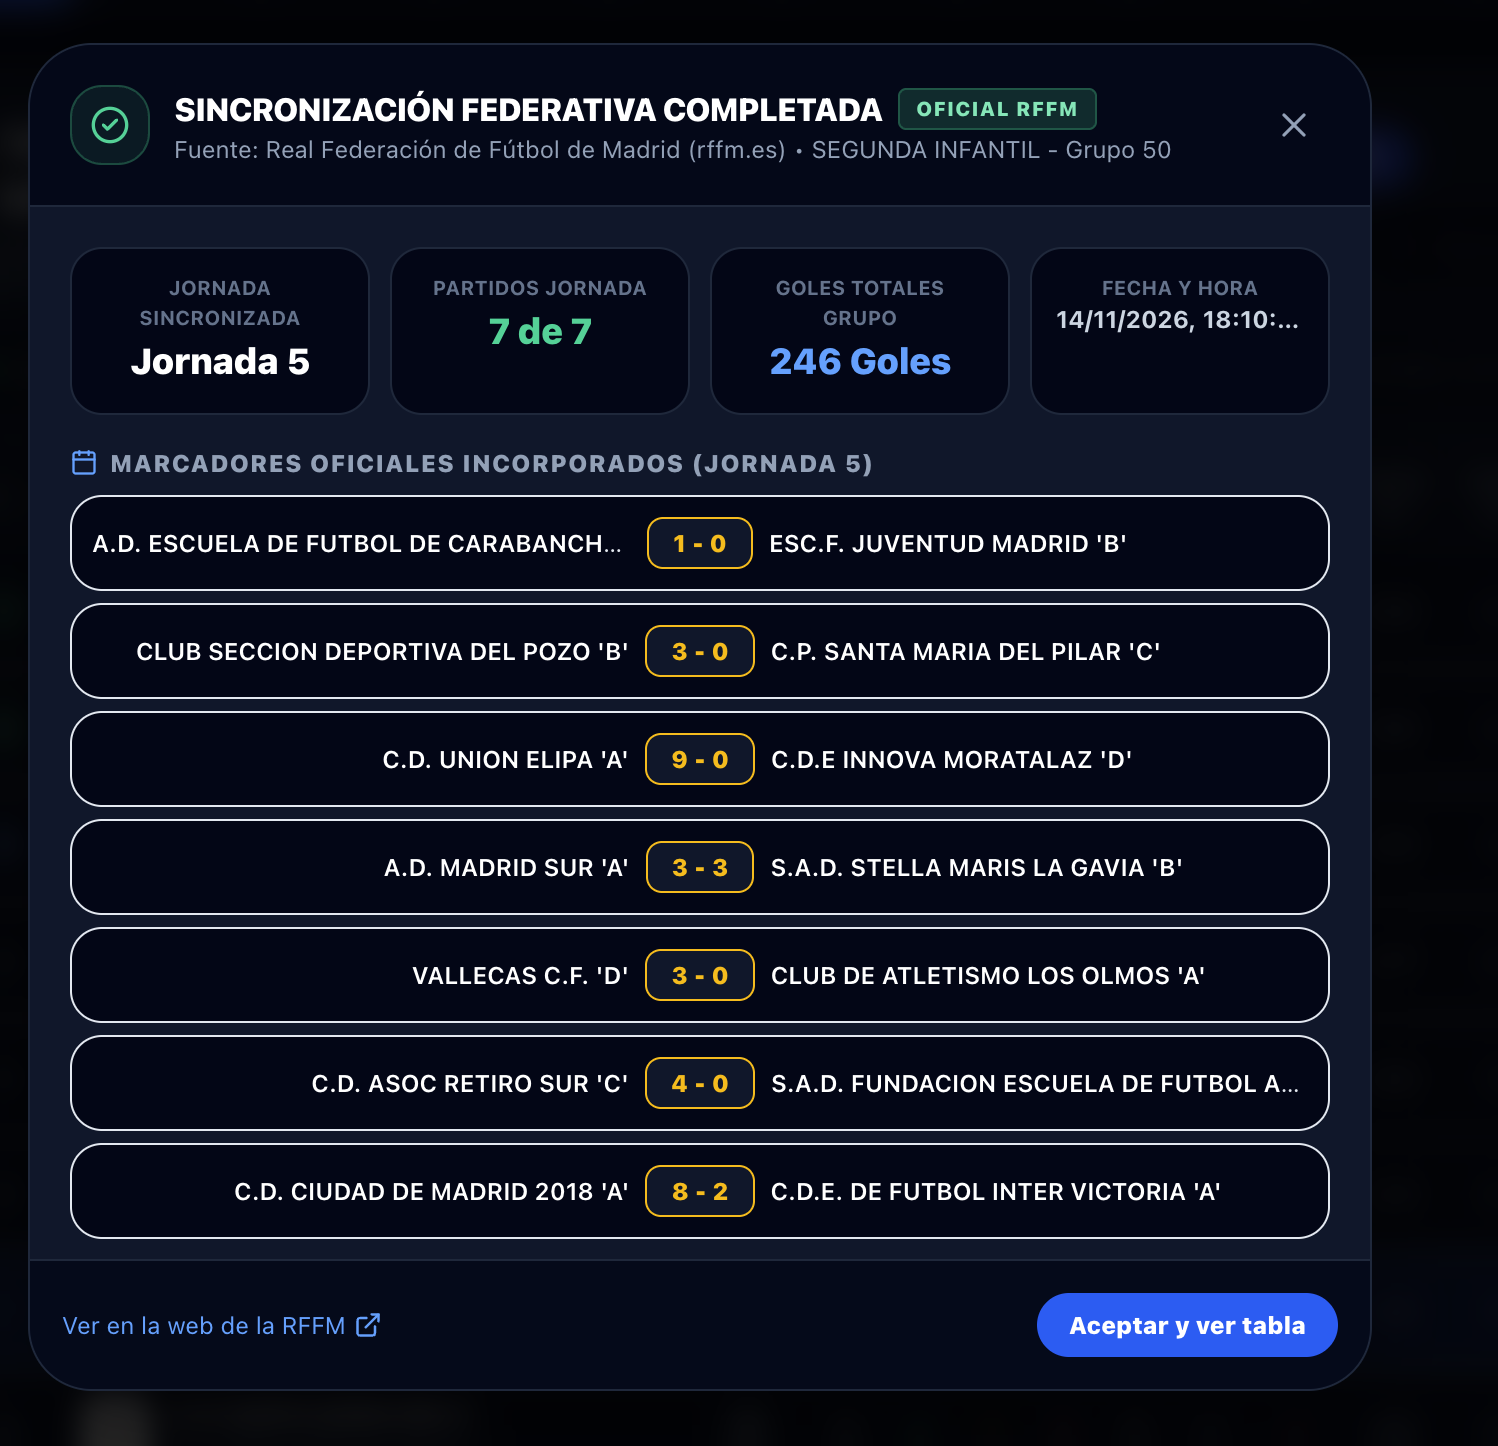 SINCRONIZACIÓN FEDERATIVA COMPLETADA
OFICIAL RFFM
Fuente: Real Federación de Fútbol de Madrid (rffm.es) • SEGUNDA INFANTIL - Grupo 50
JORNADA
SINCRONIZADA
Jornada 5
PARTIDOS JORNADA
7 de 7
GOLES TOTALES
GRUPO
246 Goles
FECHA Y HORA
14/11/2026, 18:10:...
MARCADORES OFICIALES INCORPORADOS (JORNADA 5)
A.D. ESCUELA DE FUTBOL DE CARABANCH... 1 - 0 ESC.F. JUVENTUD MADRID 'B'
CLUB SECCION DEPORTIVA DEL POZO 'B' 3 - 0 C.P. SANTA MARIA DEL PILAR 'C'
C.D. UNION ELIPA 'A' 9 - 0 C.D.E INNOVA MORATALAZ 'D'
A.D. MADRID SUR 'A' 3 - 3 S.A.D. STELLA MARIS LA GAVIA 'B'
VALLECAS C.F. 'D' 3 - 0 CLUB DE ATLETISMO LOS OLMOS 'A'
C.D. ASOC RETIRO SUR 'C' 4 - 0 S.A.D. FUNDACION ESCUELA DE FUTBOL A...
C.D. CIUDAD DE MADRID 2018 'A' 8 - 2 C.D.E. DE FUTBOL INTER VICTORIA 'A'
Ver en la web de la RFFM
Aceptar y ver tabla